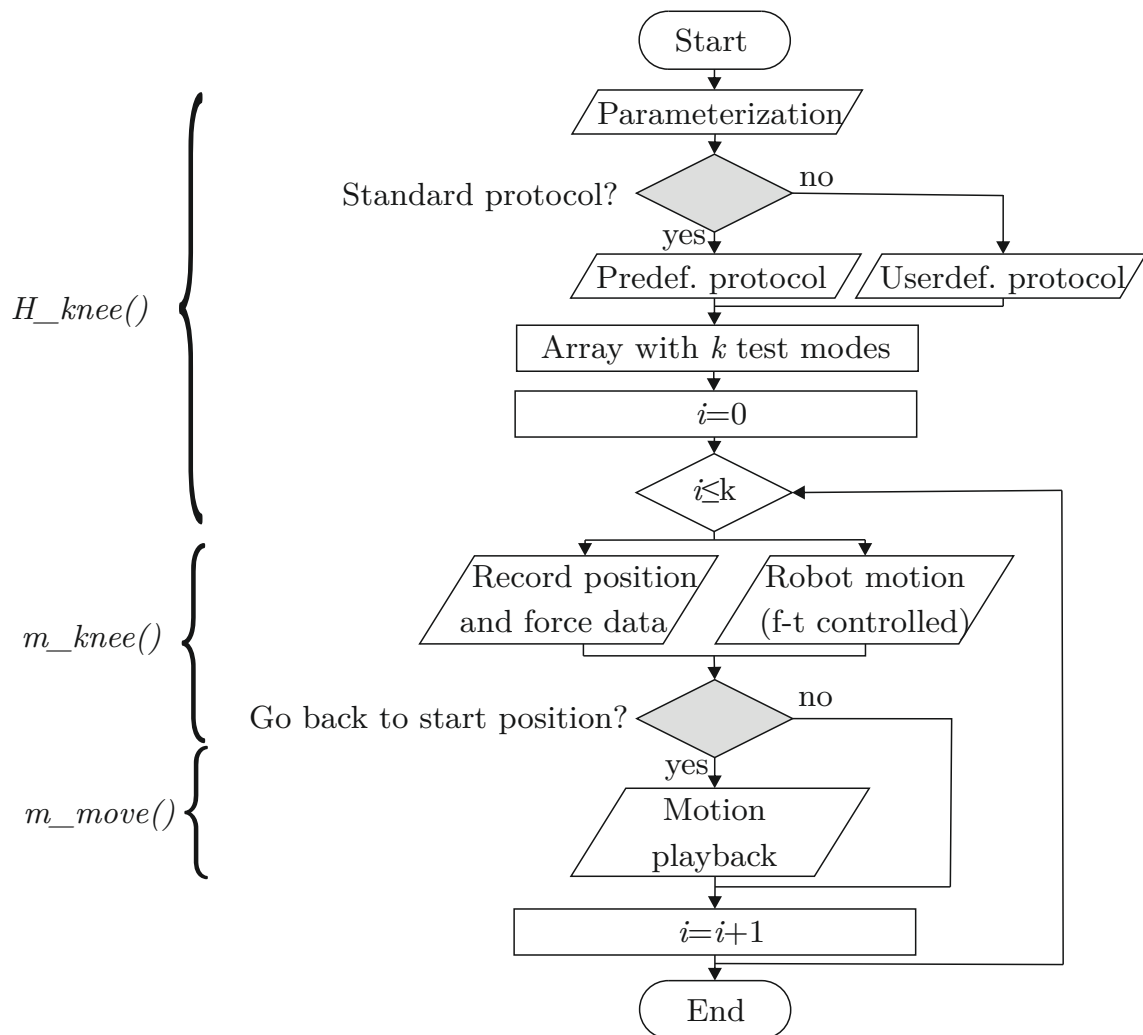 Start
Parameterization
Standard protocol?
no
yes
Predef. protocol
Userdef. protocol
H_knee()
Array with k test modes
i=0
i≤k
Record position
and force data
Robot motion
(f-t controlled)
m_knee()
Go back to start position?
no
yes
m_move()
Motion
playback
i=i+1
End